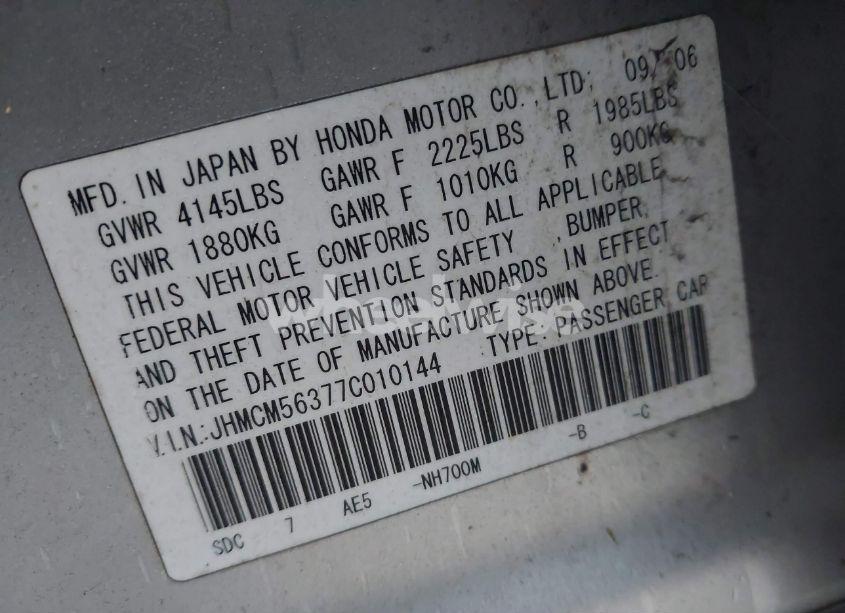 MFD. IN JAPAN BY HONDA MOTOR CO., LTD; 09/06
GVWR 4145LBS GAWR F 2225LBS R 1985LBS
GVWR 1880KG GAWR F 1010KG R 900KG
THIS VEHICLE CONFORMS TO ALL APPLICABLE
FEDERAL MOTOR VEHICLE SAFETY, BUMPER,
AND THEFT PREVENTION STANDARDS IN EFFECT
ON THE DATE OF MANUFACTURE SHOWN ABOVE.
V.I.N.:JHMCM56377C010144 TYPE: PASSENGER CAR
SDC 7 AE5 -NH700M -B -C
wheelwise